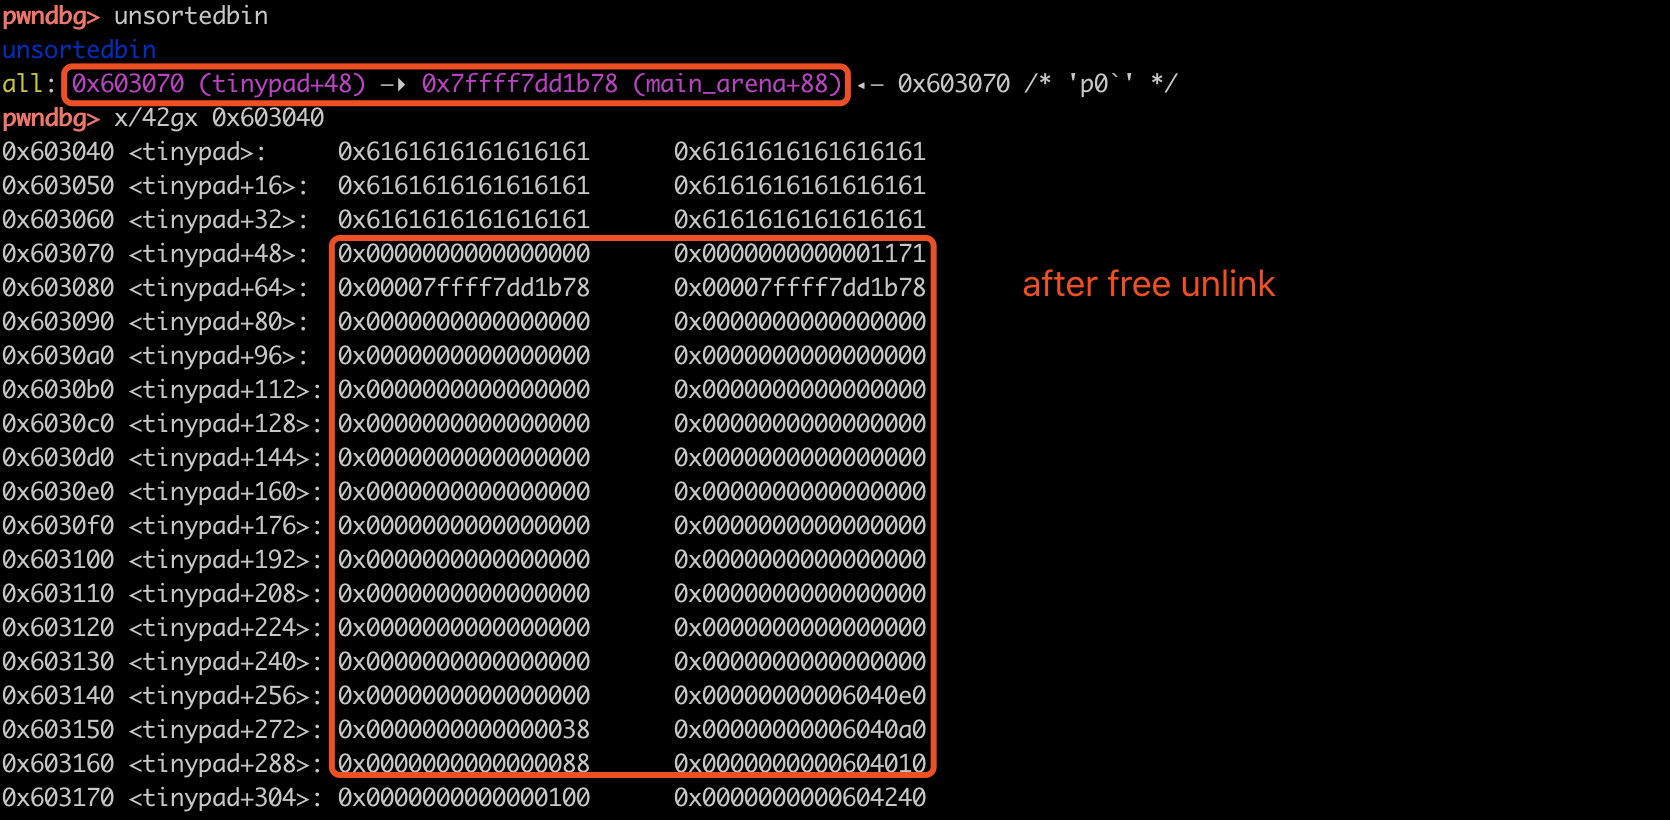 pwndbg> unsortedbin
unsortedbin
all: 0x603070 (tinypad+48) —▸ 0x7ffff7dd1b78 (main_arena+88) ◂— 0x603070 /* 'p0`' */
pwndbg> x/42gx 0x603040
0x603040 <tinypad>: 0x6161616161616161 0x6161616161616161
0x603050 <tinypad+16>: 0x6161616161616161 0x6161616161616161
0x603060 <tinypad+32>: 0x6161616161616161 0x6161616161616161
0x603070 <tinypad+48>: 0x0000000000000000 0x0000000000001171
0x603080 <tinypad+64>: 0x00007ffff7dd1b78 0x00007ffff7dd1b78 after free unlink
0x603090 <tinypad+80>: 0x0000000000000000 0x0000000000000000
0x6030a0 <tinypad+96>: 0x0000000000000000 0x0000000000000000
0x6030b0 <tinypad+112>: 0x0000000000000000 0x0000000000000000
0x6030c0 <tinypad+128>: 0x0000000000000000 0x0000000000000000
0x6030d0 <tinypad+144>: 0x0000000000000000 0x0000000000000000
0x6030e0 <tinypad+160>: 0x0000000000000000 0x0000000000000000
0x6030f0 <tinypad+176>: 0x0000000000000000 0x0000000000000000
0x603100 <tinypad+192>: 0x0000000000000000 0x0000000000000000
0x603110 <tinypad+208>: 0x0000000000000000 0x0000000000000000
0x603120 <tinypad+224>: 0x0000000000000000 0x0000000000000000
0x603130 <tinypad+240>: 0x0000000000000000 0x0000000000000000
0x603140 <tinypad+256>: 0x0000000000000000 0x00000000006040e0
0x603150 <tinypad+272>: 0x0000000000000038 0x00000000006040a0
0x603160 <tinypad+288>: 0x0000000000000088 0x0000000000604010
0x603170 <tinypad+304>: 0x0000000000000100 0x0000000000604240